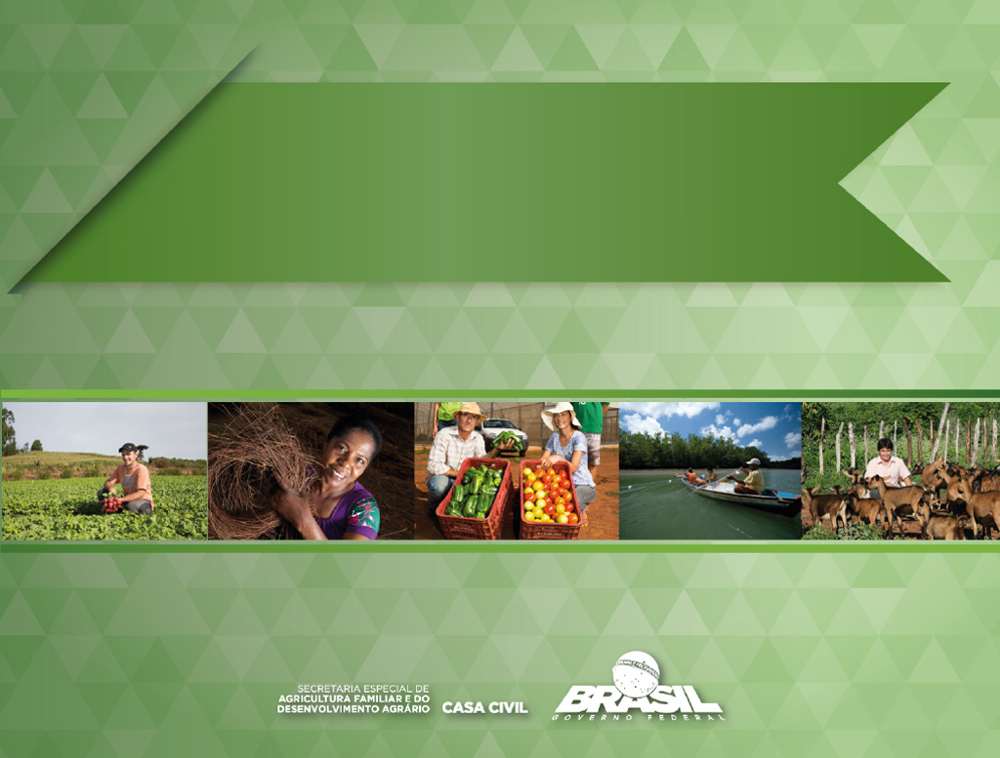 SECRETARIA ESPECIAL DE
AGRICULTURA FAMILIAR E DO
DESENVOLVIMENTO AGRÁRIO
CASA CIVIL
BRASIL
GOVERNO FEDERAL